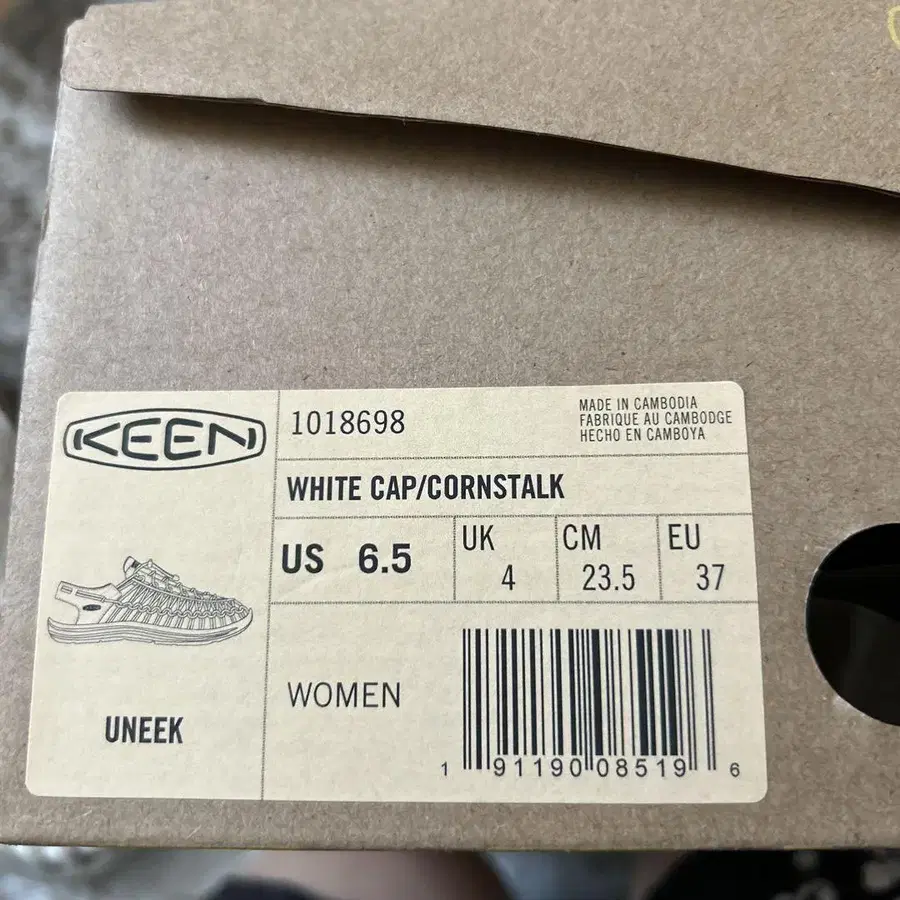 KEEN
1018698
MADE IN CAMBODIA
FABRIQUE AU CAMBODGE
HECHO EN CAMBOYA
WHITE CAP/CORNSTALK
US 6.5
UK 4
CM 23.5
EU 37
WOMEN
UNEEK
1 91190 08519 6